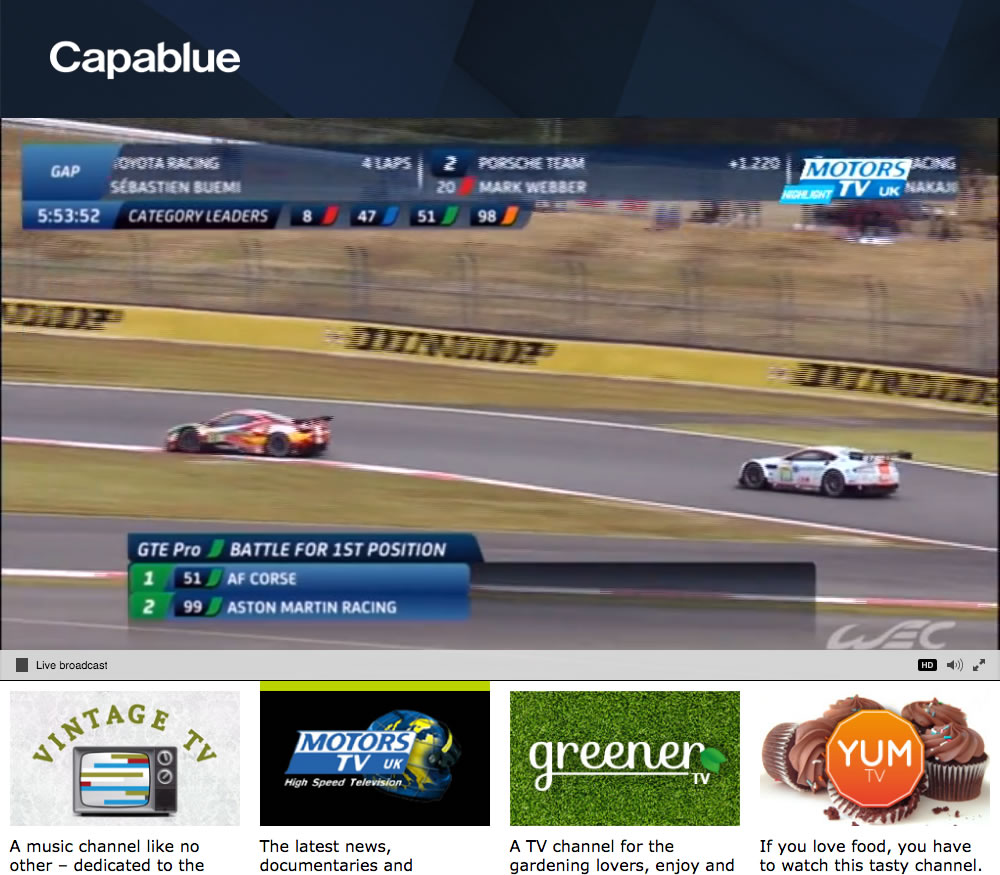 Capablue
GAP
TOYOTA RACING 4 LAPS
SÉBASTIEN BUEMI
2 PORSCHE TEAM +1.220
20 MARK WEBBER
ACING
NAKAJI
MOTORS
HIGHLIGHT TV UK
5:53:52 CATEGORY LEADERS 8 47 51 98
GTE Pro BATTLE FOR 1ST POSITION
1 51 AF CORSE
2 99 ASTON MARTIN RACING
WEC
Live broadcast HD
VINTAGE TV
MOTORS
TV UK
High Speed Television
greener
TV
YUM
TV
A music channel like no
other – dedicated to the
The latest news,
documentaries and
A TV channel for the
gardening lovers, enjoy and
If you love food, you have
to watch this tasty channel.